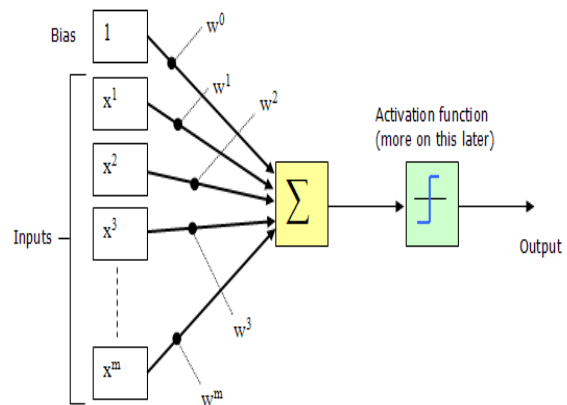 Bias
1
w⁰
x¹
w¹
w²
x²
Activation function
(more on this later)
Σ
Inputs
x³
Output
w³
xᵐ
wᵐ